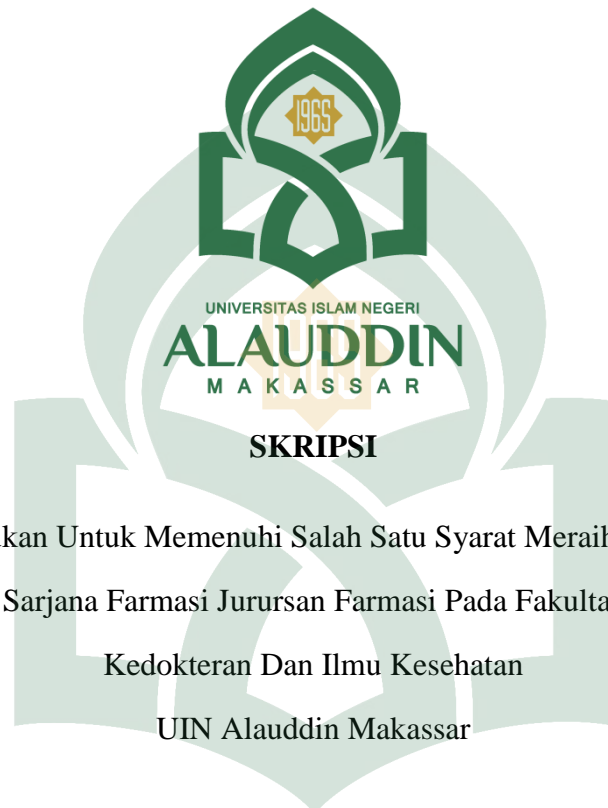 1965
UNIVERSITAS ISLAM NEGERI
ALAUDDIN
MAKASSAR
SKRIPSI
kan Untuk Memenuhi Salah Satu Syarat Meraih
Sarjana Farmasi Jurursan Farmasi Pada Fakulta
Kedokteran Dan Ilmu Kesehatan
UIN Alauddin Makassar